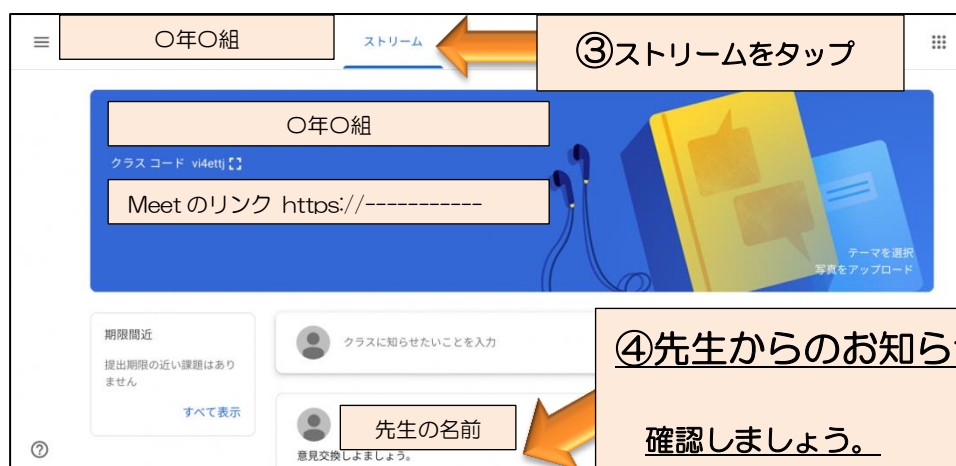 〇年〇組
ストリーム
③ストリームをタップ
〇年〇組
クラス コード vi4ettj
Meet のリンク https://-----------
テーマを選択
写真をアップロード
期限間近
提出期限の近い課題はあり
ません
すべて表示
クラスに知らせたいことを入力
④先生からのお知ら
確認しましょう。
先生の名前
意見交換しよましょう。